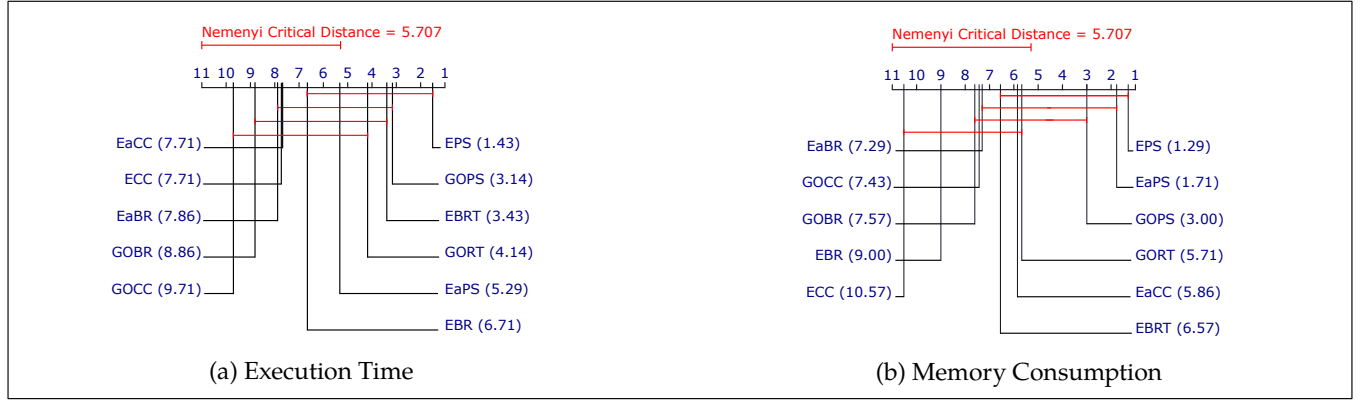 Nemenyi Critical Distance = 5.707
11 10 9 8 7 6 5 4 3 2 1
EaCC (7.71)
ECC (7.71)
EaBR (7.86)
GOBR (8.86)
GOCC (9.71)
EPS (1.43)
GOPS (3.14)
EBRT (3.43)
GORT (4.14)
EaPS (5.29)
EBR (6.71)
(a) Execution Time
Nemenyi Critical Distance = 5.707
11 10 9 8 7 6 5 4 3 2 1
EaBR (7.29)
GOCC (7.43)
GOBR (7.57)
EBR (9.00)
ECC (10.57)
EPS (1.29)
EaPS (1.71)
GOPS (3.00)
GORT (5.71)
EaCC (5.86)
EBRT (6.57)
(b) Memory Consumption